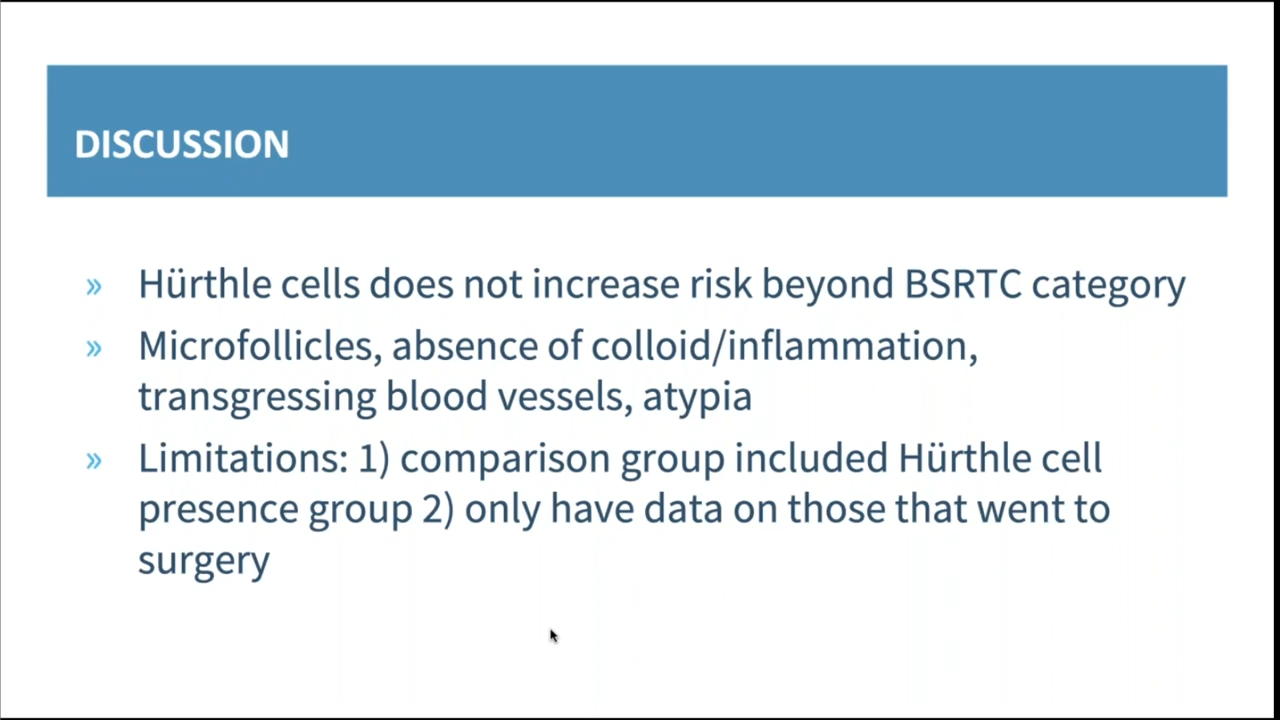 DISCUSSION
» Hürthle cells does not increase risk beyond BSRTC category
» Microfollicles, absence of colloid/inflammation,
transgressing blood vessels, atypia
» Limitations: 1) comparison group included Hürthle cell
presence group 2) only have data on those that went to
surgery